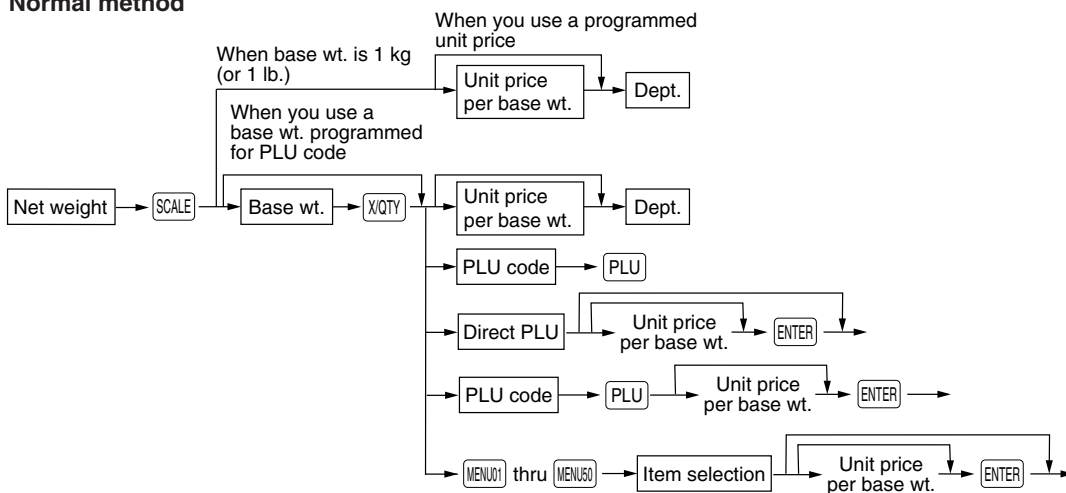 Normal method
When you use a programmed
unit price
When base wt. is 1 kg
(or 1 lb.)
Unit price
per base wt.
Dept.
When you use a
base wt. programmed
for PLU code
Net weight
SCALE
Base wt.
X/QTY
Unit price
per base wt.
Dept.
PLU code
PLU
Direct PLU
Unit price
per base wt.
ENTER
PLU code
PLU
Unit price
per base wt.
ENTER
MENU01 thru MENU50
Item selection
Unit price
per base wt.
ENTER